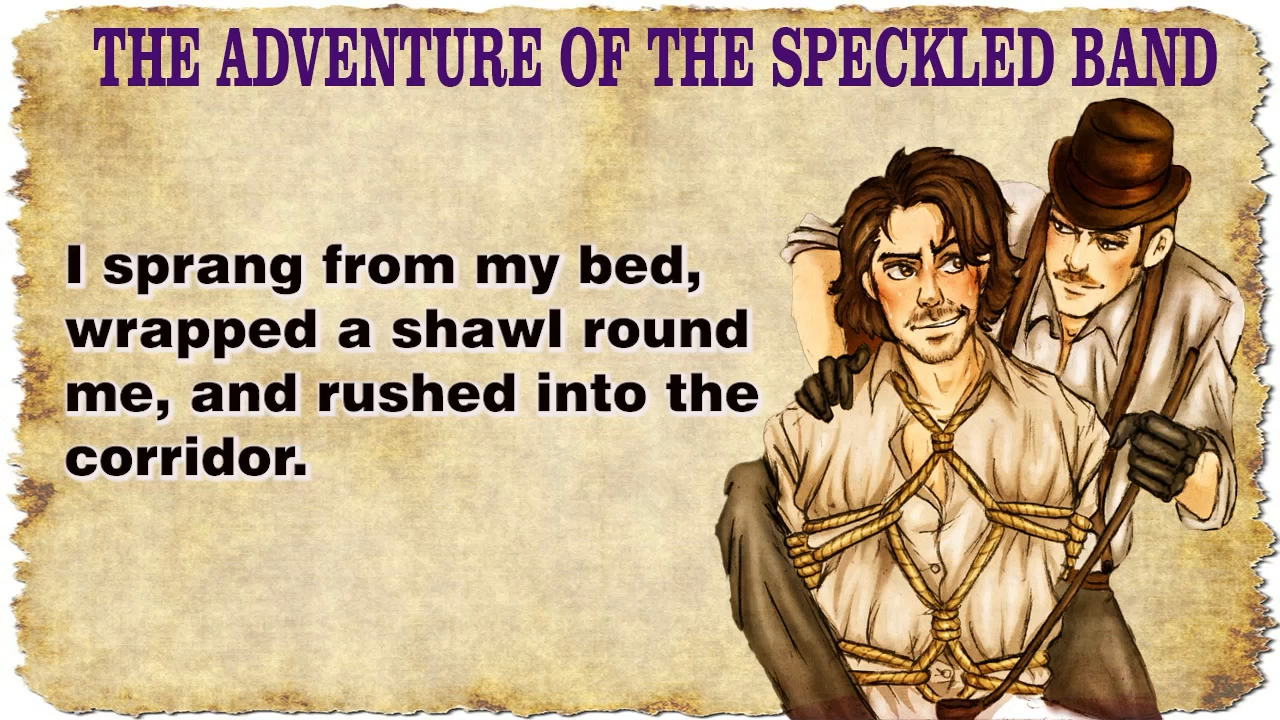 THE ADVENTURE OF THE SPECKLED BAND
I sprang from my bed,
wrapped a shawl round
me, and rushed into the
corridor.